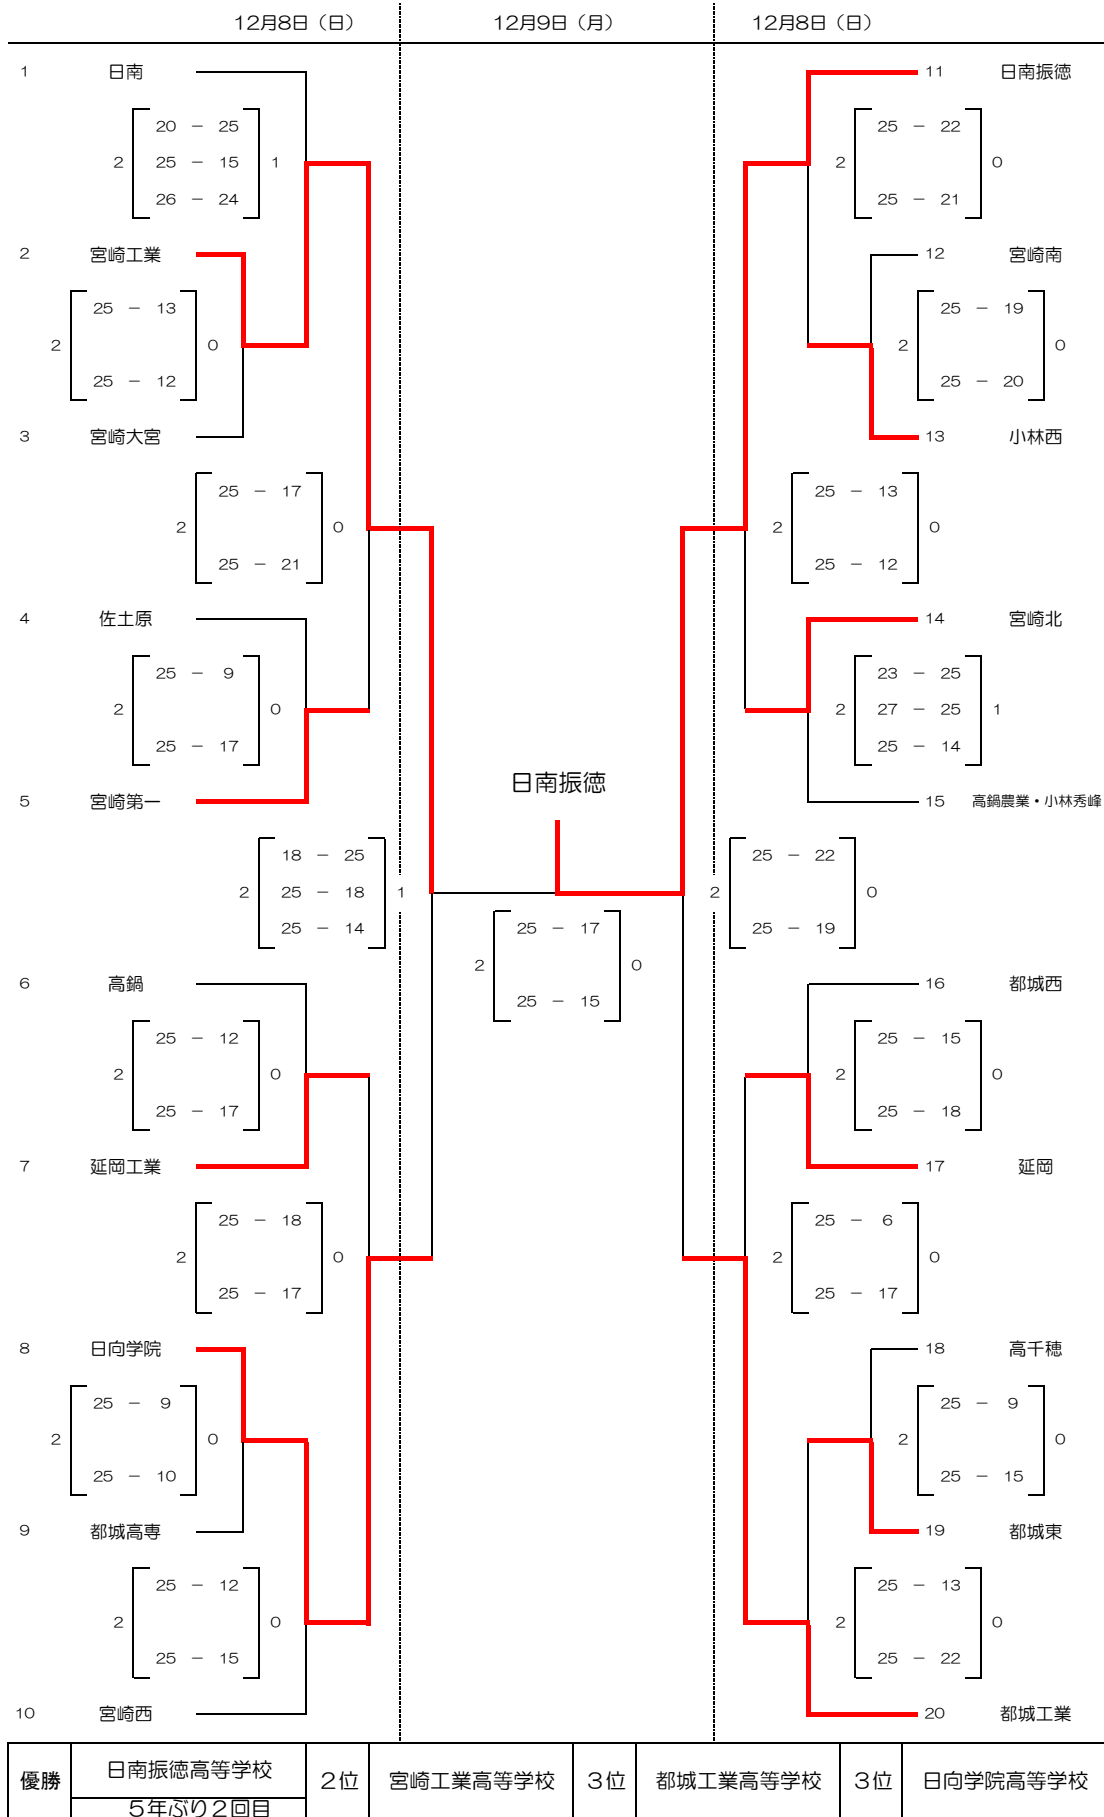 12月8日（日）　12月9日（月）　12月8日（日）
1　日南　11　日南振徳
20 － 25　25 － 22
2　25 － 15　1　2　0
26 － 24　25 － 21
2　宮崎工業　12　宮崎南
25 － 13　25 － 19
2　0　2　0
25 － 12　25 － 20
3　宮崎大宮　13　小林西
25 － 17　25 － 13
2　0　2　0
25 － 21　25 － 12
4　佐土原　14　宮崎北
25 － 9　23 － 25
2　0　2　27 － 25　1
25 － 17　25 － 14
日南振徳
5　宮崎第一　15　高鍋農業・小林秀峰
18 － 25　25 － 22
2　25 － 18　1　2　0
25 － 14　25 － 17　25 － 19
2　0
6　高鍋　16　都城西
25 － 15
25 － 12　25 － 15
2　0　2　0
25 － 17　25 － 18
7　延岡工業　17　延岡
25 － 18　25 － 6
2　0　2　0
25 － 17　25 － 17
8　日向学院　18　高千穂
25 － 9　25 － 9
2　0　2　0
25 － 10　25 － 15
9　都城高専　19　都城東
25 － 12　25 － 13
2　0　2　0
25 － 15　25 － 22
10　宮崎西　20　都城工業
優勝　日南振徳高等学校　2位　宮崎工業高等学校　3位　都城工業高等学校　3位　日向学院高等学校
5年ぶり2回目